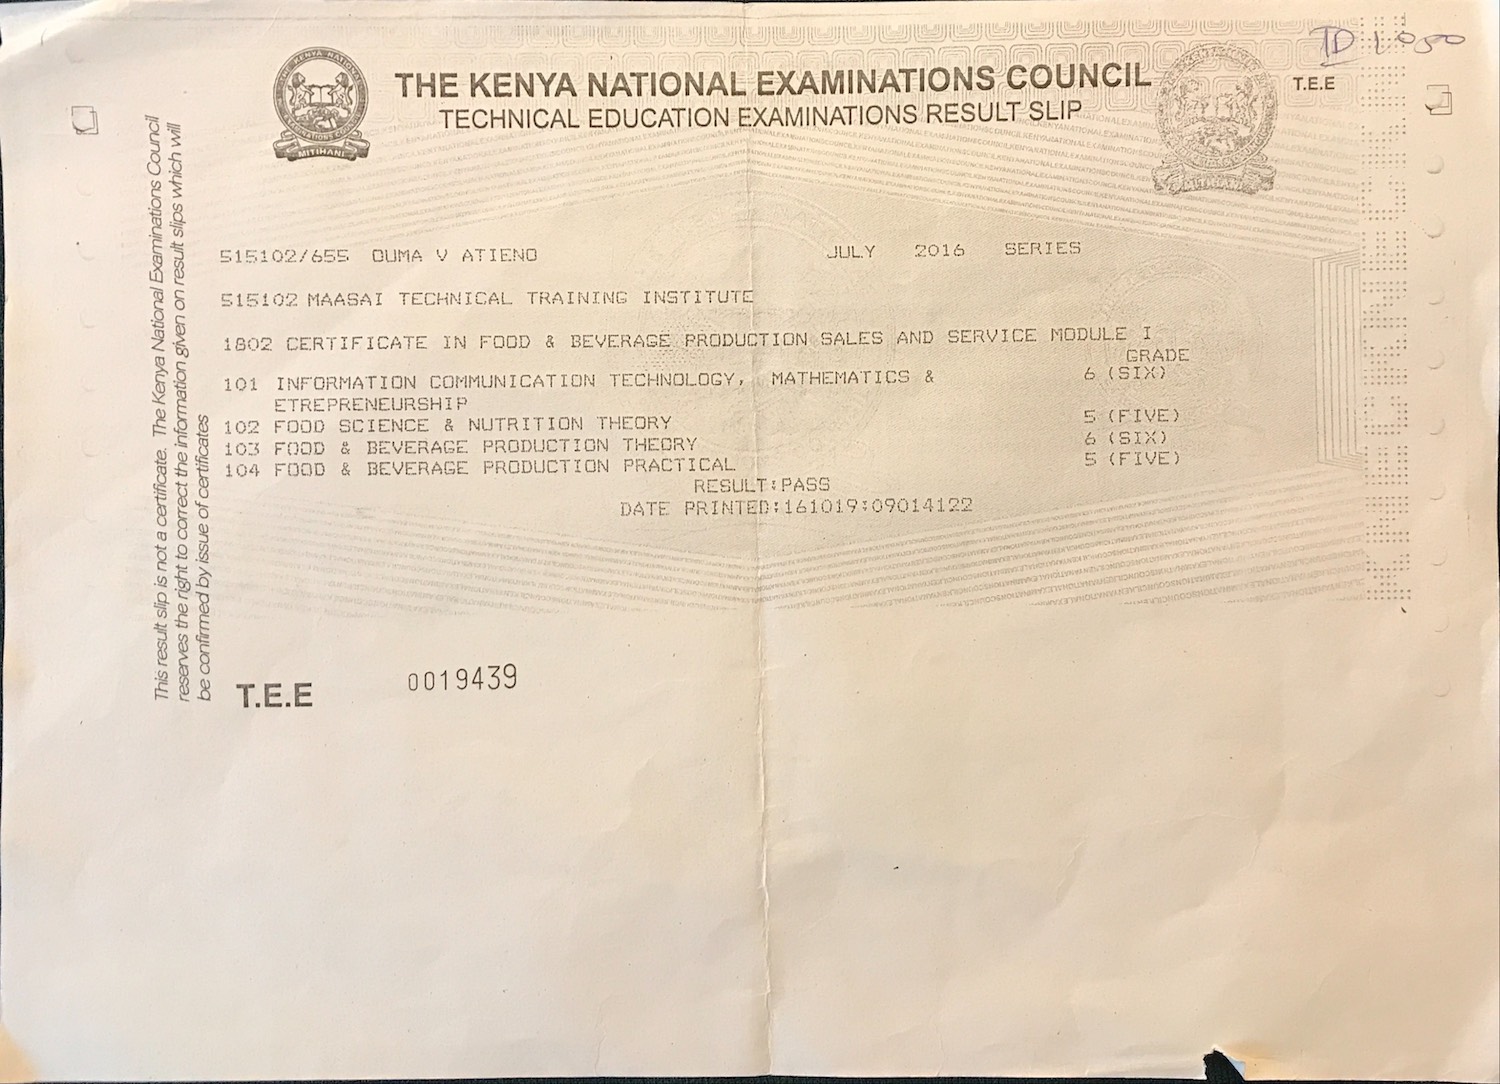 TD 1050
THE KENYA NATIONAL EXAMINATIONS COUNCIL
T.E.E
TECHNICAL EDUCATION EXAMINATIONS RESULT SLIP
MITIHANI
MITIHANI
515102/655 OUMA V ATIENO JULY 2016 SERIES
515102 MAASAI TECHNICAL TRAINING INSTITUTE
1802 CERTIFICATE IN FOOD & BEVERAGE PRODUCTION SALES AND SERVICE MODULE I
GRADE
101 INFORMATION COMMUNICATION TECHNOLOGY, MATHEMATICS & 6 (SIX)
ETREPRENEURSHIP
102 FOOD SCIENCE & NUTRITION THEORY 5 (FIVE)
103 FOOD & BEVERAGE PRODUCTION THEORY 6 (SIX)
104 FOOD & BEVERAGE PRODUCTION PRACTICAL 5 (FIVE)
RESULT:PASS
DATE PRINTED:161019:09014122
T.E.E 0019439
This result slip is not a certificate. The Kenya National Examinations Council
reserves the right to correct the information given on result slips which will
be confirmed by issue of certificates